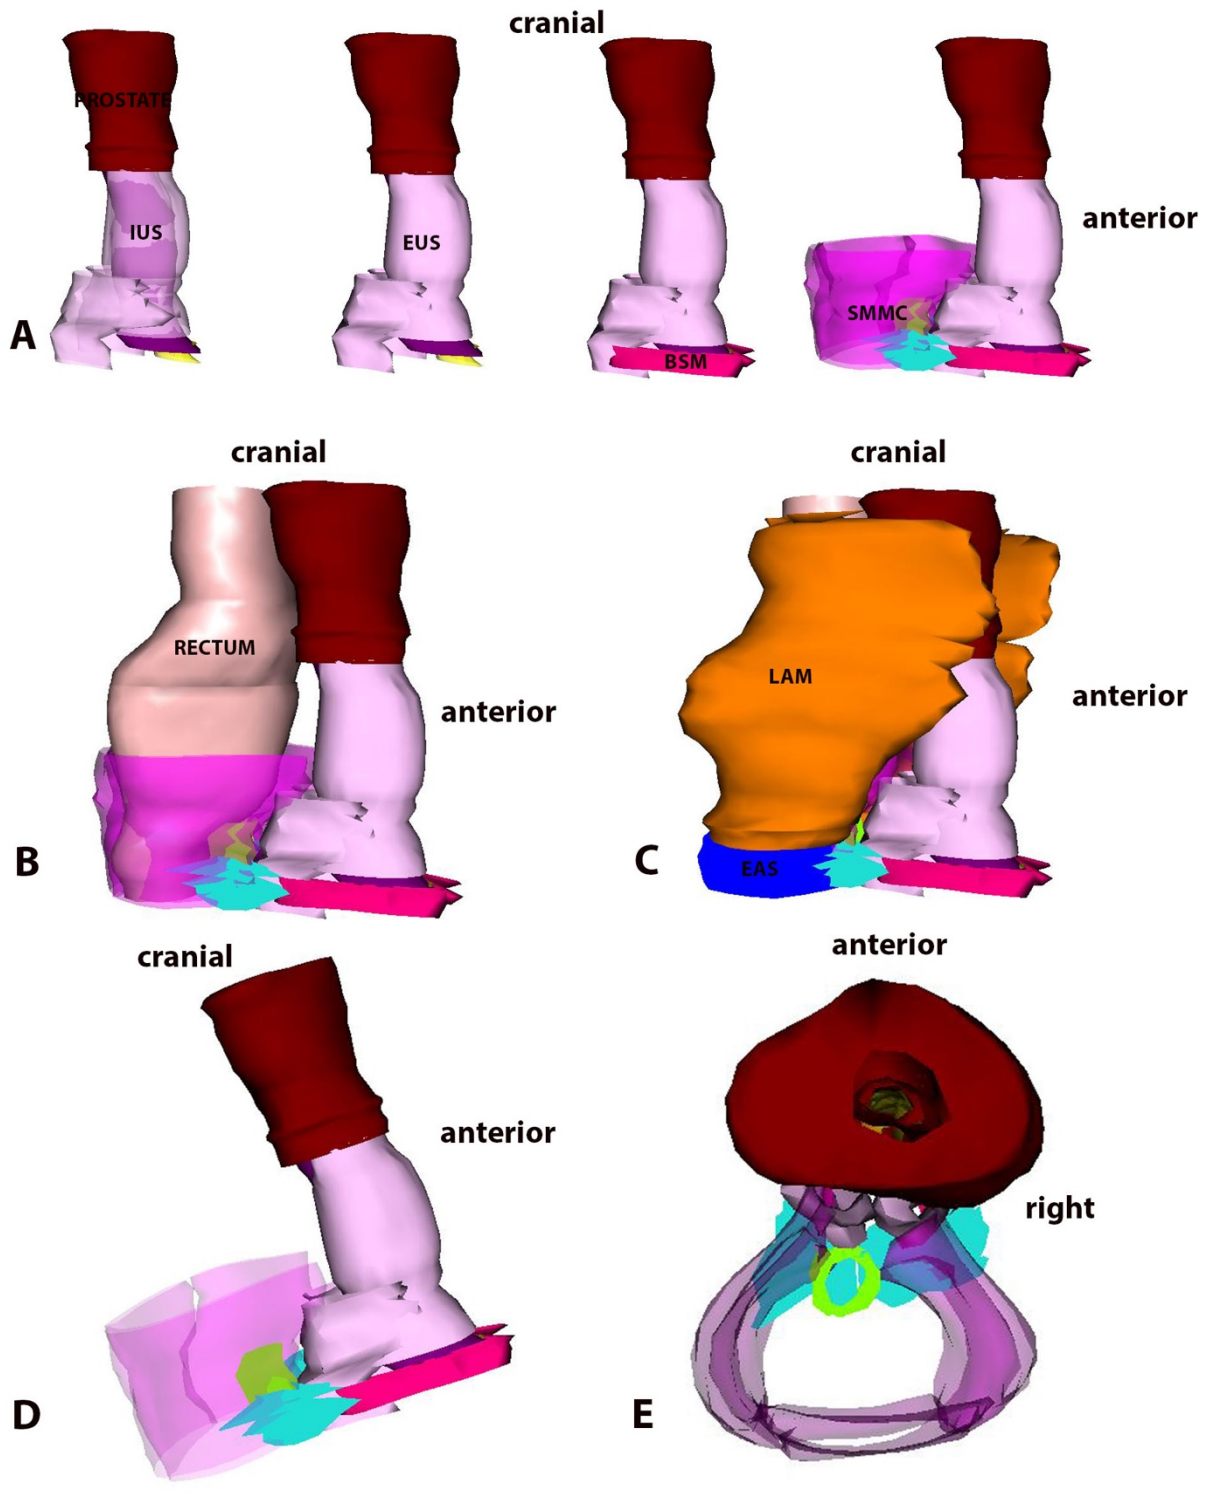 cranial
PROSTATE
IUS
EUS
anterior
SMMC
BSM
A
cranial
cranial
RECTUM
LAM
anterior
anterior
B
C
EAS
cranial
anterior
anterior
right
D
E